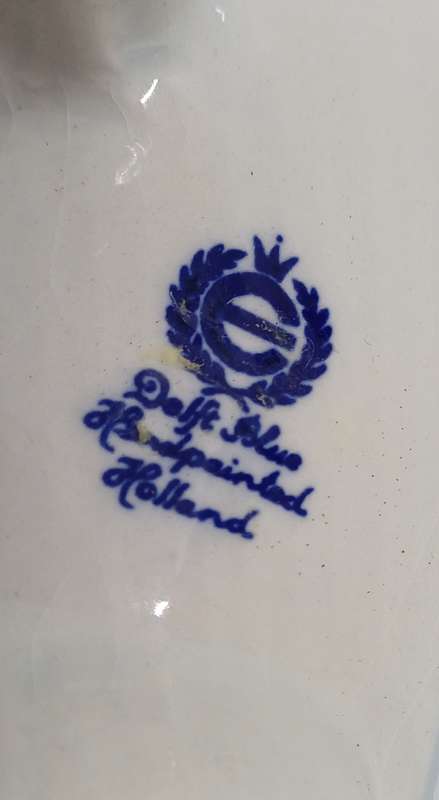 e
Delft Blue
Handpainted
Holland.